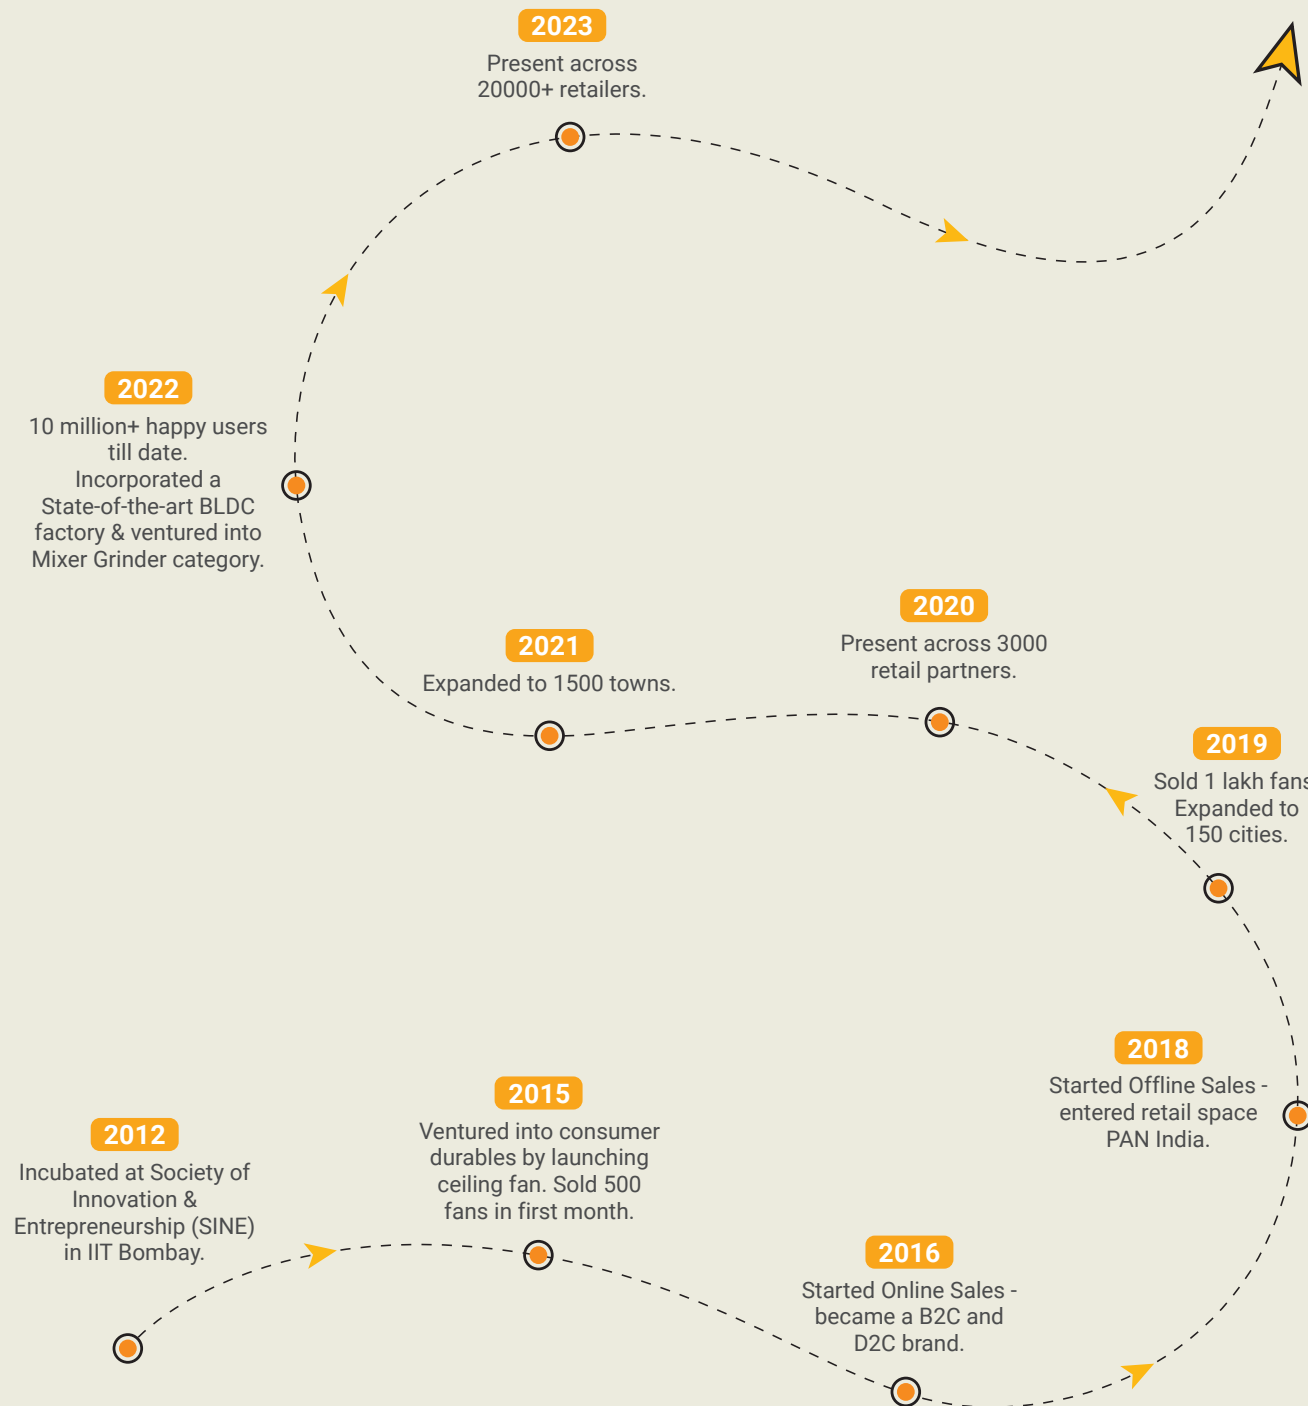 2023
Present across
20000+ retailers.
2022
10 million+ happy users
till date.
Incorporated a
State-of-the-art BLDC
factory & ventured into
Mixer Grinder category.
2021
Expanded to 1500 towns.
2020
Present across 3000
retail partners.
2019
Sold 1 lakh fans
Expanded to
150 cities.
2018
Started Offline Sales -
entered retail space
PAN India.
2015
Ventured into consumer
durables by launching
ceiling fan. Sold 500
fans in first month.
2012
Incubated at Society of
Innovation &
Entrepreneurship (SINE)
in IIT Bombay.
2016
Started Online Sales -
became a B2C and
D2C brand.